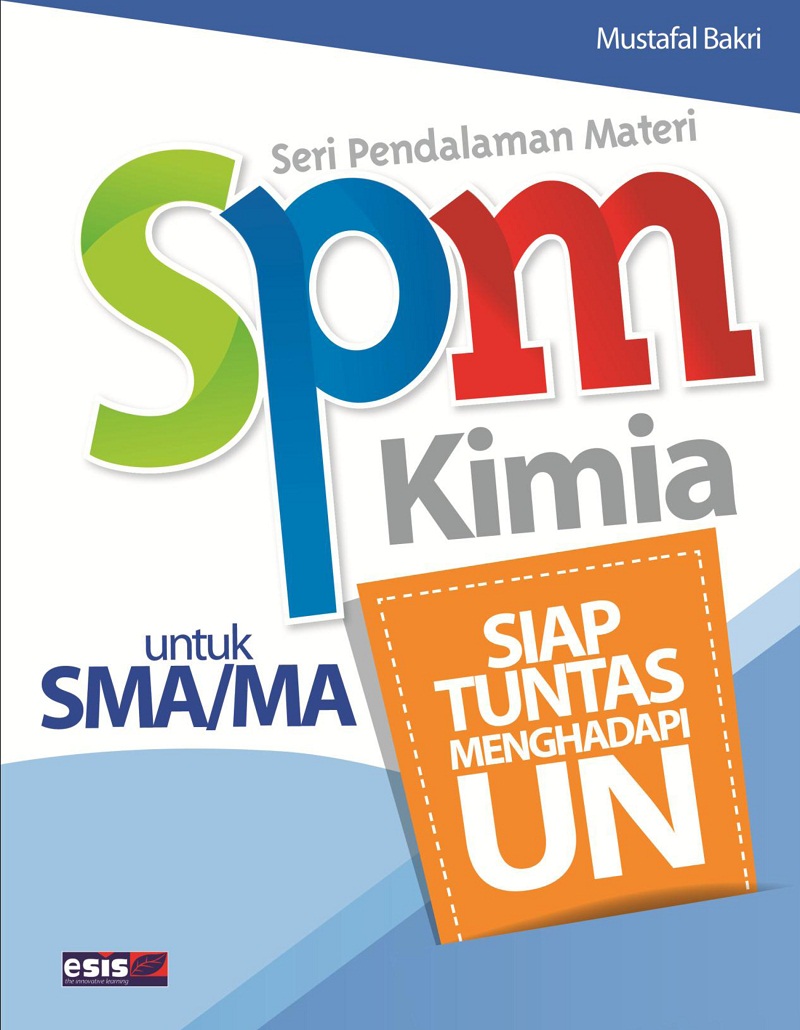 Mustafal Bakri
Seri Pendalaman Materi
spm
Kimia
untuk
SMA/MA
SIAP
TUNTAS
MENGHADAPI
UN
esis
the innovative learning